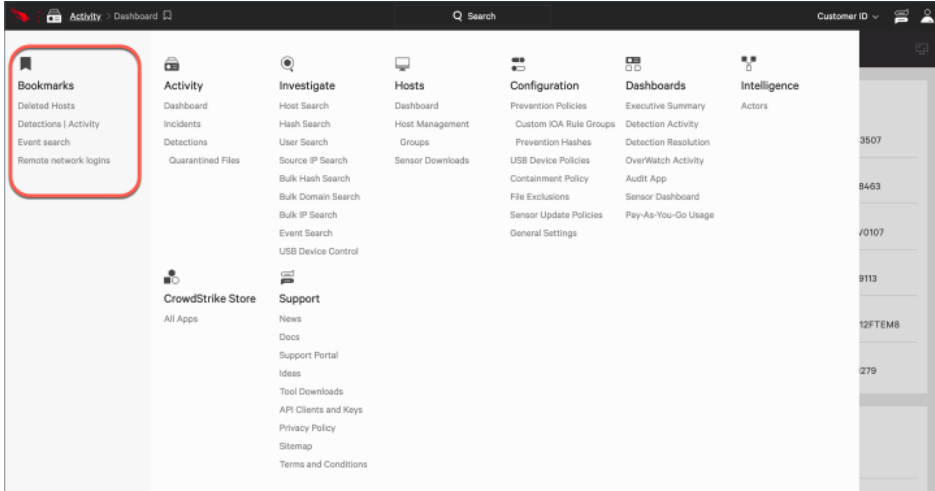 Activity > Dashboard
Search
Customer ID
Bookmarks
Deleted Hosts
Detections | Activity
Event search
Remote network logins
Activity
Dashboard
Incidents
Detections
Quarantined Files
Investigate
Host Search
Hash Search
User Search
Source IP Search
Bulk Hash Search
Bulk Domain Search
Bulk IP Search
Event Search
USB Device Control
Hosts
Dashboard
Host Management
Groups
Sensor Downloads
Configuration
Prevention Policies
Custom IOA Rule Groups
Prevention Hashes
USB Device Policies
Containment Policy
File Exclusions
Sensor Update Policies
General Settings
Dashboards
Executive Summary
Detection Activity
Detection Resolution
OverWatch Activity
Audit App
Sensor Dashboard
Pay-As-You-Go Usage
Intelligence
Actors
CrowdStrike Store
All Apps
Support
News
Docs
Support Portal
Ideas
Tool Downloads
API Clients and Keys
Privacy Policy
Sitemap
Terms and Conditions
3507
8463
V0107
9113
12FTEM8
279